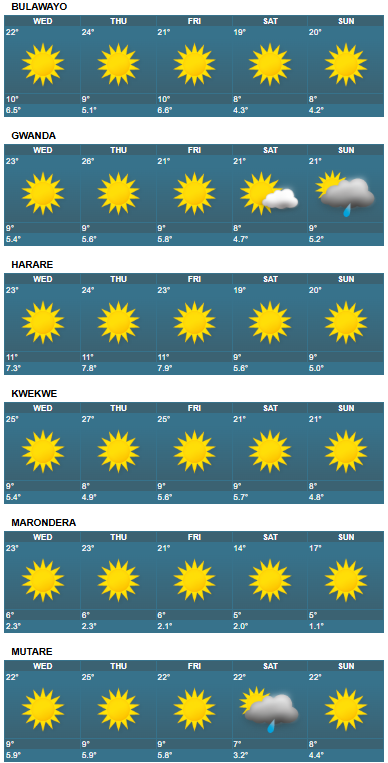 BULAWAYO
WED THU FRI SAT SUN
22° 24° 21° 19° 20°
10° 9° 10° 8° 8°
6.5° 5.1° 6.6° 4.3° 4.2°
GWANDA
WED THU FRI SAT SUN
23° 26° 21° 21° 21°
9° 9° 9° 8° 9°
5.4° 5.6° 5.8° 4.7° 5.2°
HARARE
WED THU FRI SAT SUN
23° 24° 23° 19° 20°
11° 11° 11° 9° 9°
7.3° 7.8° 7.9° 5.6° 5.0°
KWEKWE
WED THU FRI SAT SUN
25° 27° 25° 21° 21°
9° 8° 9° 9° 8°
5.4° 4.9° 5.6° 5.7° 4.8°
MARONDERA
WED THU FRI SAT SUN
23° 23° 21° 14° 17°
6° 6° 6° 5° 5°
2.3° 2.3° 2.1° 2.0° 1.1°
MUTARE
WED THU FRI SAT SUN
22° 25° 22° 22° 22°
9° 9° 9° 7° 8°
5.9° 5.9° 5.8° 3.2° 4.4°